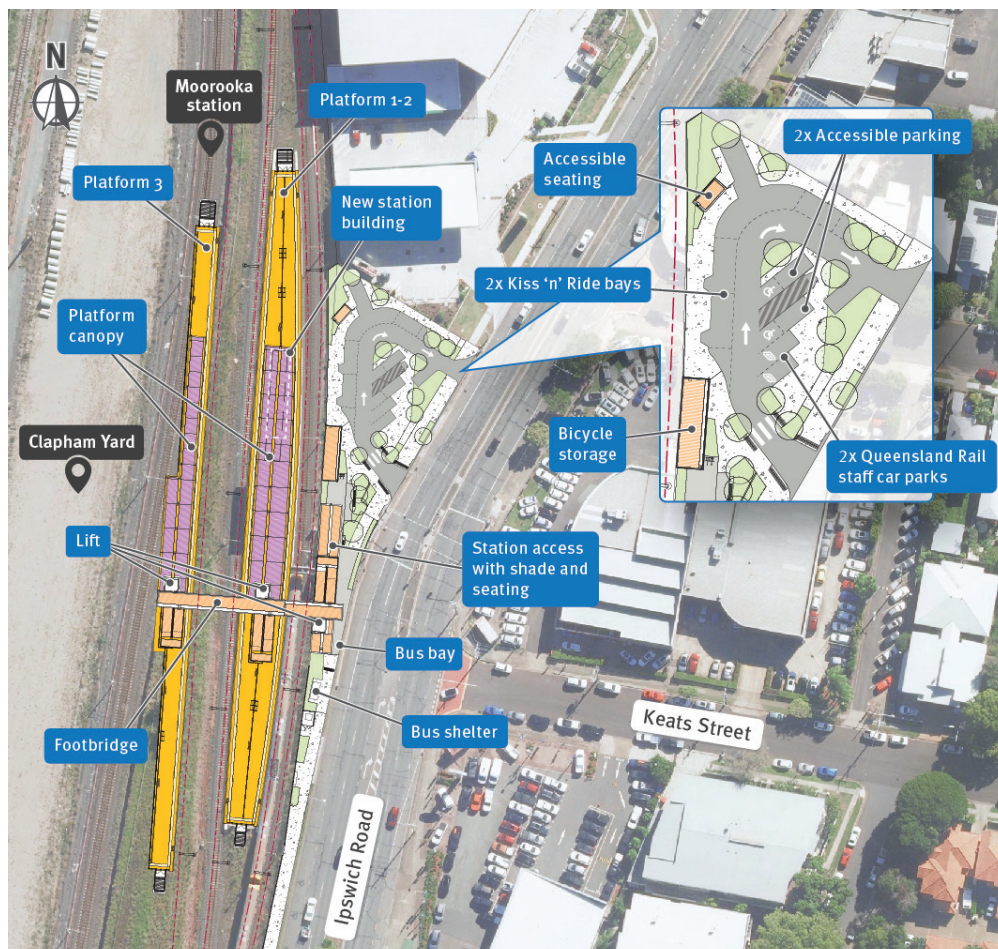 N
Moorooka
station
Platform 1-2
Platform 3
New station
building
Accessible
seating
2x Accessible parking
2x Kiss ‘n’ Ride bays
Platform
canopy
Clapham Yard
Bicycle
storage
2x Queensland Rail
staff car parks
Lift
Station access
with shade and
seating
Bus bay
Footbridge
Bus shelter
Keats Street
Ipswich Road